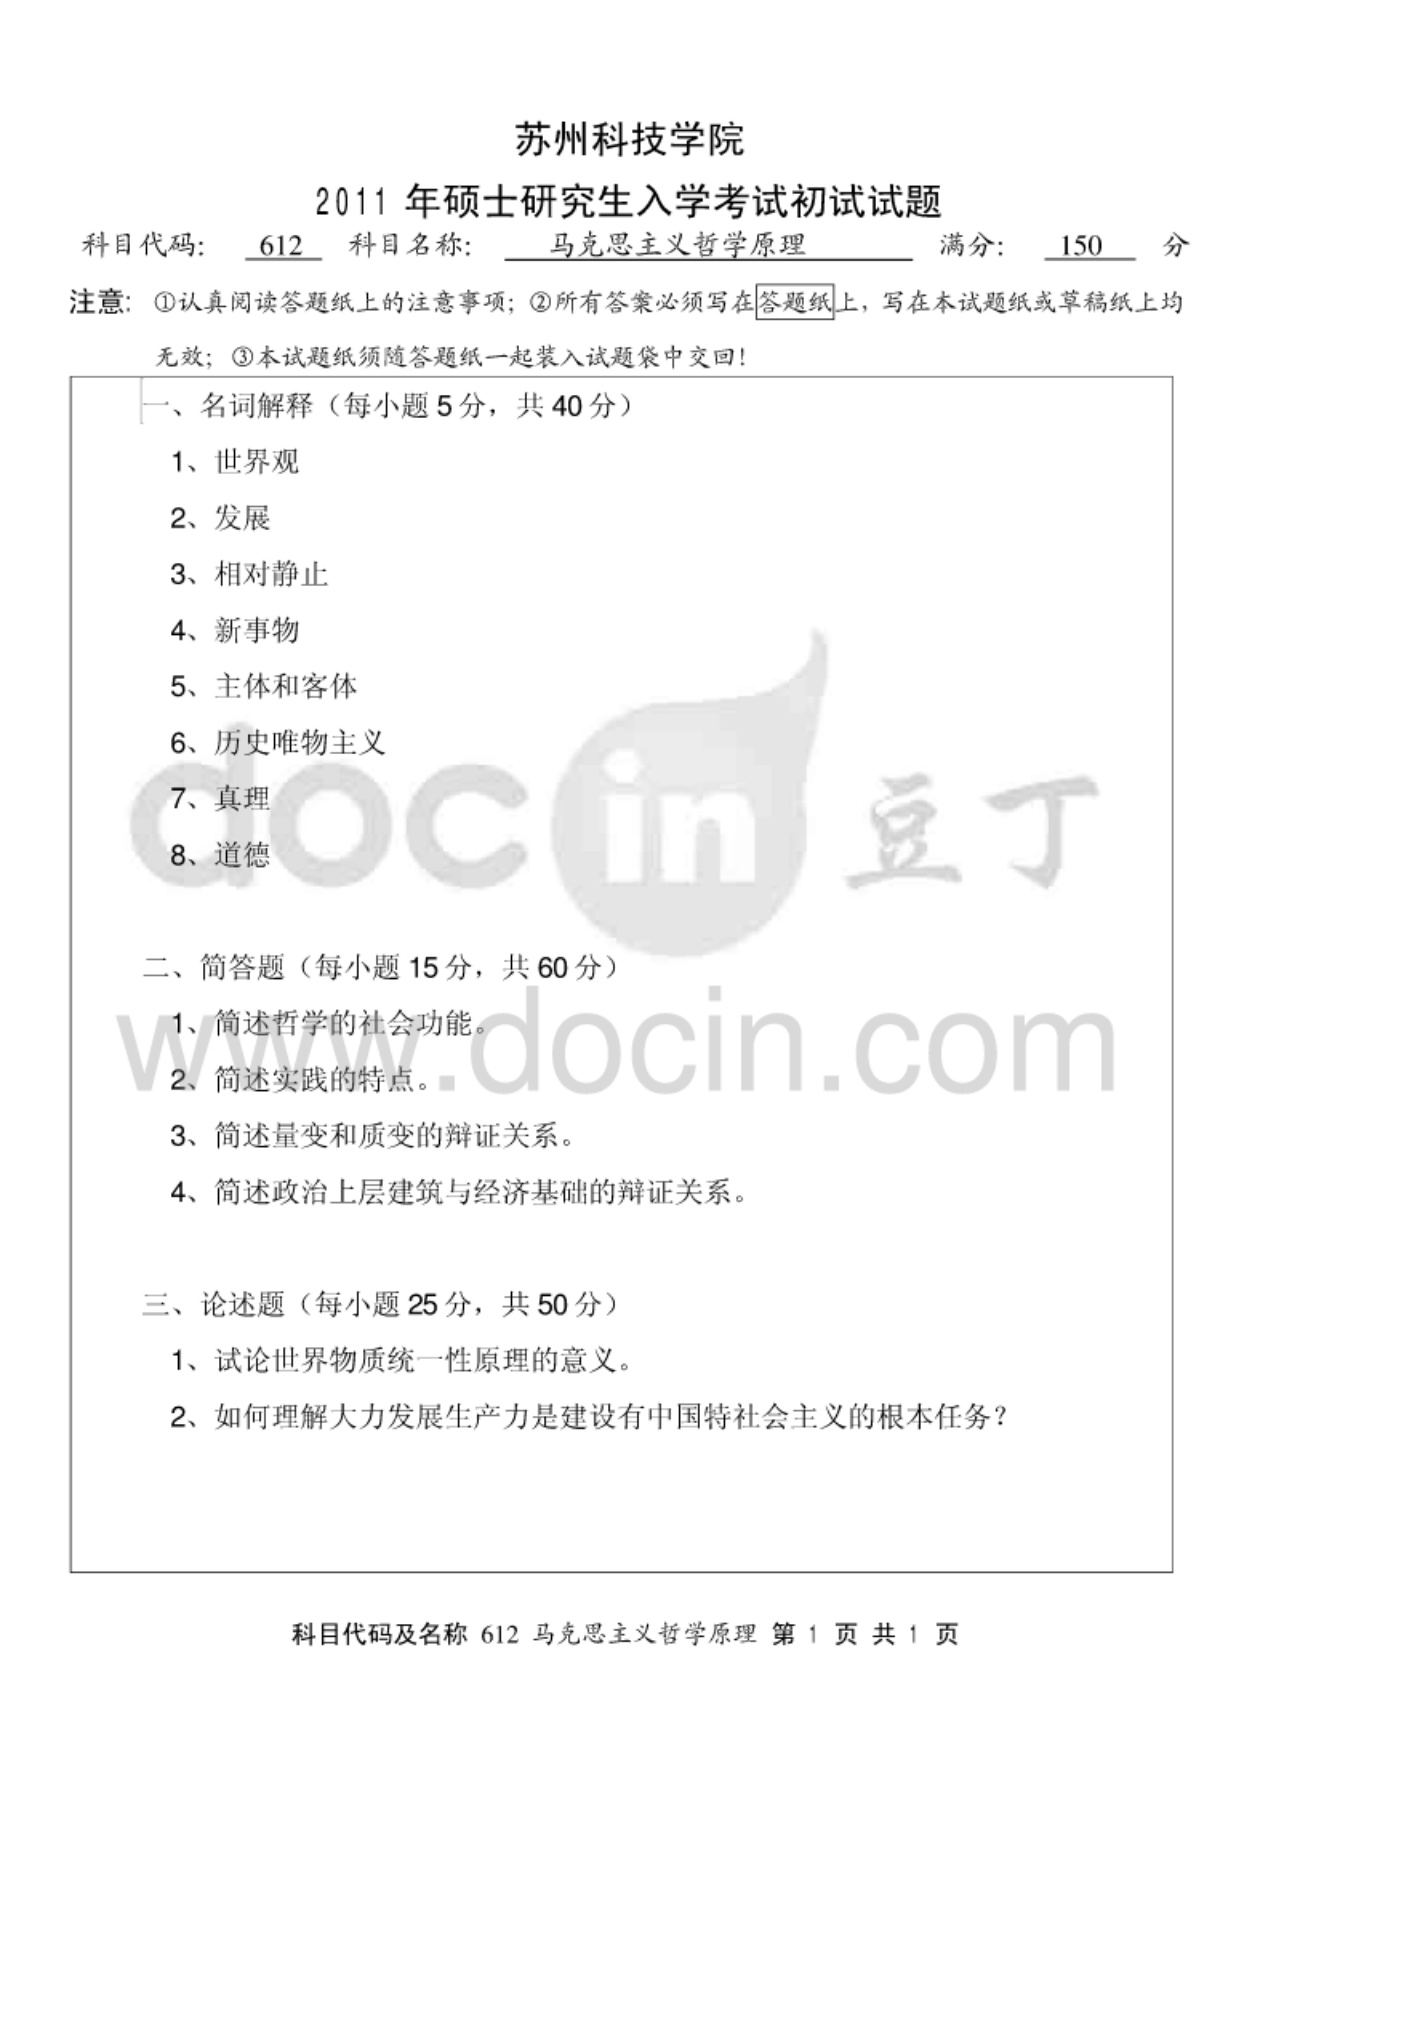 苏州科技学院
2011 年硕士研究生入学考试初试试题
科目代码： 612 科目名称： 马克思主义哲学原理 满分： 150 分
注意：①认真阅读答题纸上的注意事项；②所有答案必须写在答题纸上，写在本试题纸或草稿纸上均
无效；③本试题纸须随答题纸一起装入试题袋中交回！
一、名词解释（每小题 5 分，共 40 分）
1、世界观
2、发展
3、相对静止
4、新事物
5、主体和客体
6、历史唯物主义
7、真理
8、道德
docin 豆丁
二、简答题（每小题 15 分，共 60 分）
1、简述哲学的社会功能。
www.docin.com
2、简述实践的特点。
3、简述量变和质变的辩证关系。
4、简述政治上层建筑与经济基础的辩证关系。
三、论述题（每小题 25 分，共 50 分）
1、试论世界物质统一性原理的意义。
2、如何理解大力发展生产力是建设有中国特社会主义的根本任务？
科目代码及名称 612 马克思主义哲学原理 第 1 页 共 1 页